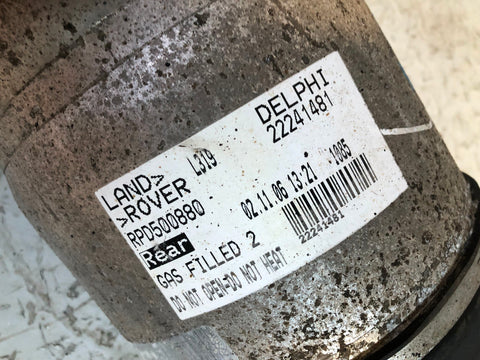 LAND> L319 DELPHI
>ROVER 22241481
RPD500880
Rear 02.11.06 13:21 1085
GAS FILLED 2 22241481
DO NOT OPEN-DO NOT HEAT